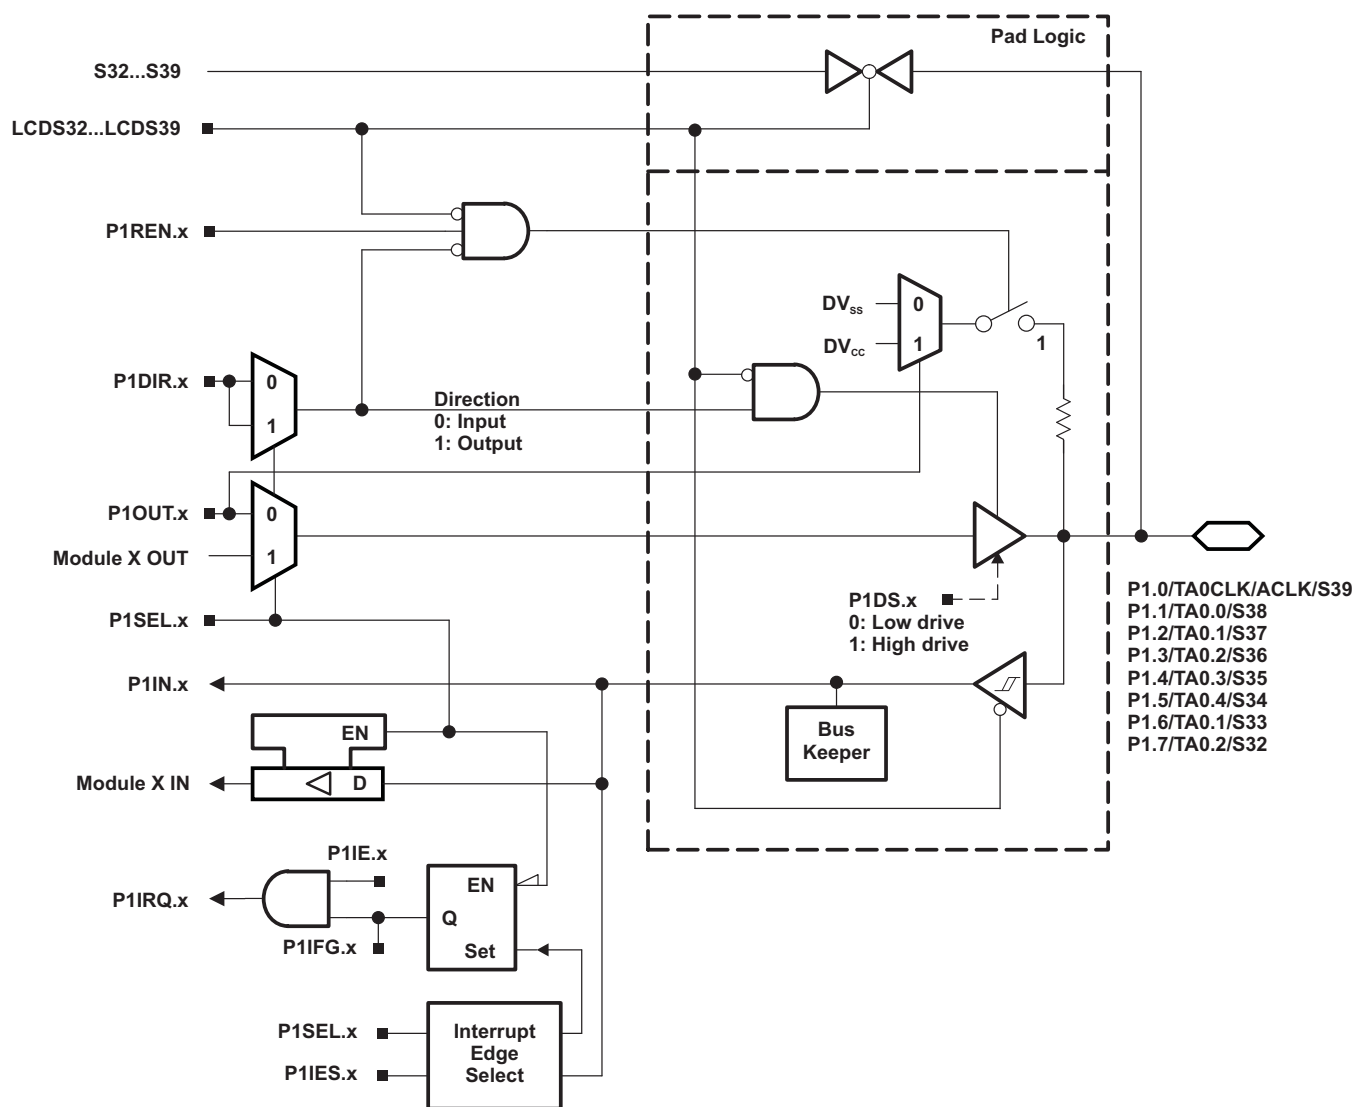 Pad Logic
S32...S39
LCDS32...LCDS39
P1REN.x
DVSS
0
DVCC
1
1
P1DIR.x
0
1
Direction
0: Input
1: Output
P1OUT.x
0
Module X OUT
1
P1DS.x
0: Low drive
1: High drive
P1SEL.x
P1.0/TA0CLK/ACLK/S39
P1.1/TA0.0/S38
P1.2/TA0.1/S37
P1.3/TA0.2/S36
P1.4/TA0.3/S35
P1.5/TA0.4/S34
P1.6/TA0.1/S33
P1.7/TA0.2/S32
P1IN.x
Bus
Keeper
EN
Module X IN
D
P1IE.x
EN
P1IRQ.x
Q
P1IFG.x
Set
P1SEL.x
P1IES.x
Interrupt
Edge
Select